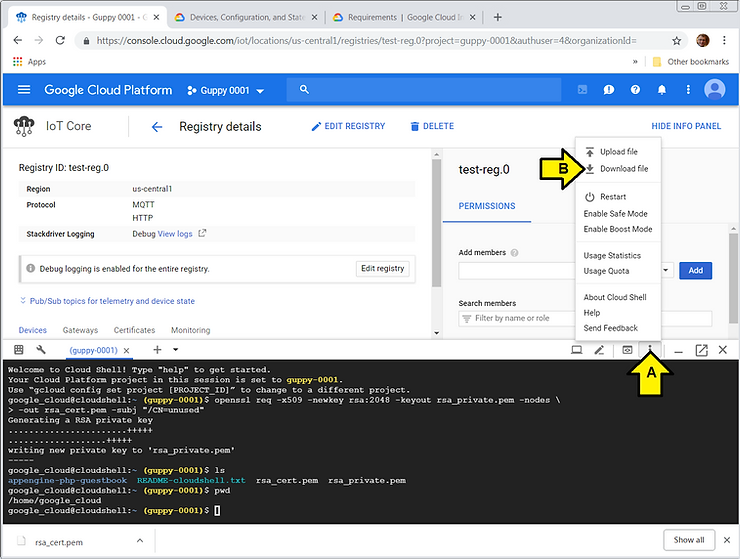 Registry details - Guppy 0001 - G
Devices, Configuration, and State
Requirements | Google Cloud In
https://console.cloud.google.com/iot/locations/us-central1/registries/test-reg.0?project=guppy-0001&authuser=4&organizationId=
Apps
»
Other bookmarks
Google Cloud Platform
Guppy 0001
IoT Core
Registry details
EDIT REGISTRY
DELETE
HIDE INFO PANEL
Registry ID: test-reg.0
Region us-central1
Protocol MQTT
HTTP
Stackdriver Logging Debug View logs
Debug logging is enabled for the entire registry.
Edit registry
Pub/Sub topics for telemetry and device state
Devices Gateways Certificates Monitoring
test-reg.0
PERMISSIONS
Add members
Add
Search members
Filter by name or role
Upload file
B
Download file
Restart
Enable Safe Mode
Enable Boost Mode
Usage Statistics
Usage Quota
About Cloud Shell
Help
Send Feedback
A
(guppy-0001)
Welcome to Cloud Shell! Type "help" to get started.
Your Cloud Platform project in this session is set to guppy-0001.
Use “gcloud config set project [PROJECT_ID]” to change to a different project.
google_cloud@cloudshell:~ (guppy-0001)$ openssl req -x509 -newkey rsa:2048 -keyout rsa_private.pem -nodes \
> -out rsa_cert.pem -subj "/CN=unused"
Generating a RSA private key
........................+++++
....................+++++
writing new private key to 'rsa_private.pem'
-----
google_cloud@cloudshell:~ (guppy-0001)$ ls
appengine-php-guestbook README-cloudshell.txt rsa_cert.pem rsa_private.pem
google_cloud@cloudshell:~ (guppy-0001)$ pwd
/home/google_cloud
google_cloud@cloudshell:~ (guppy-0001)$
rsa_cert.pem
Show all